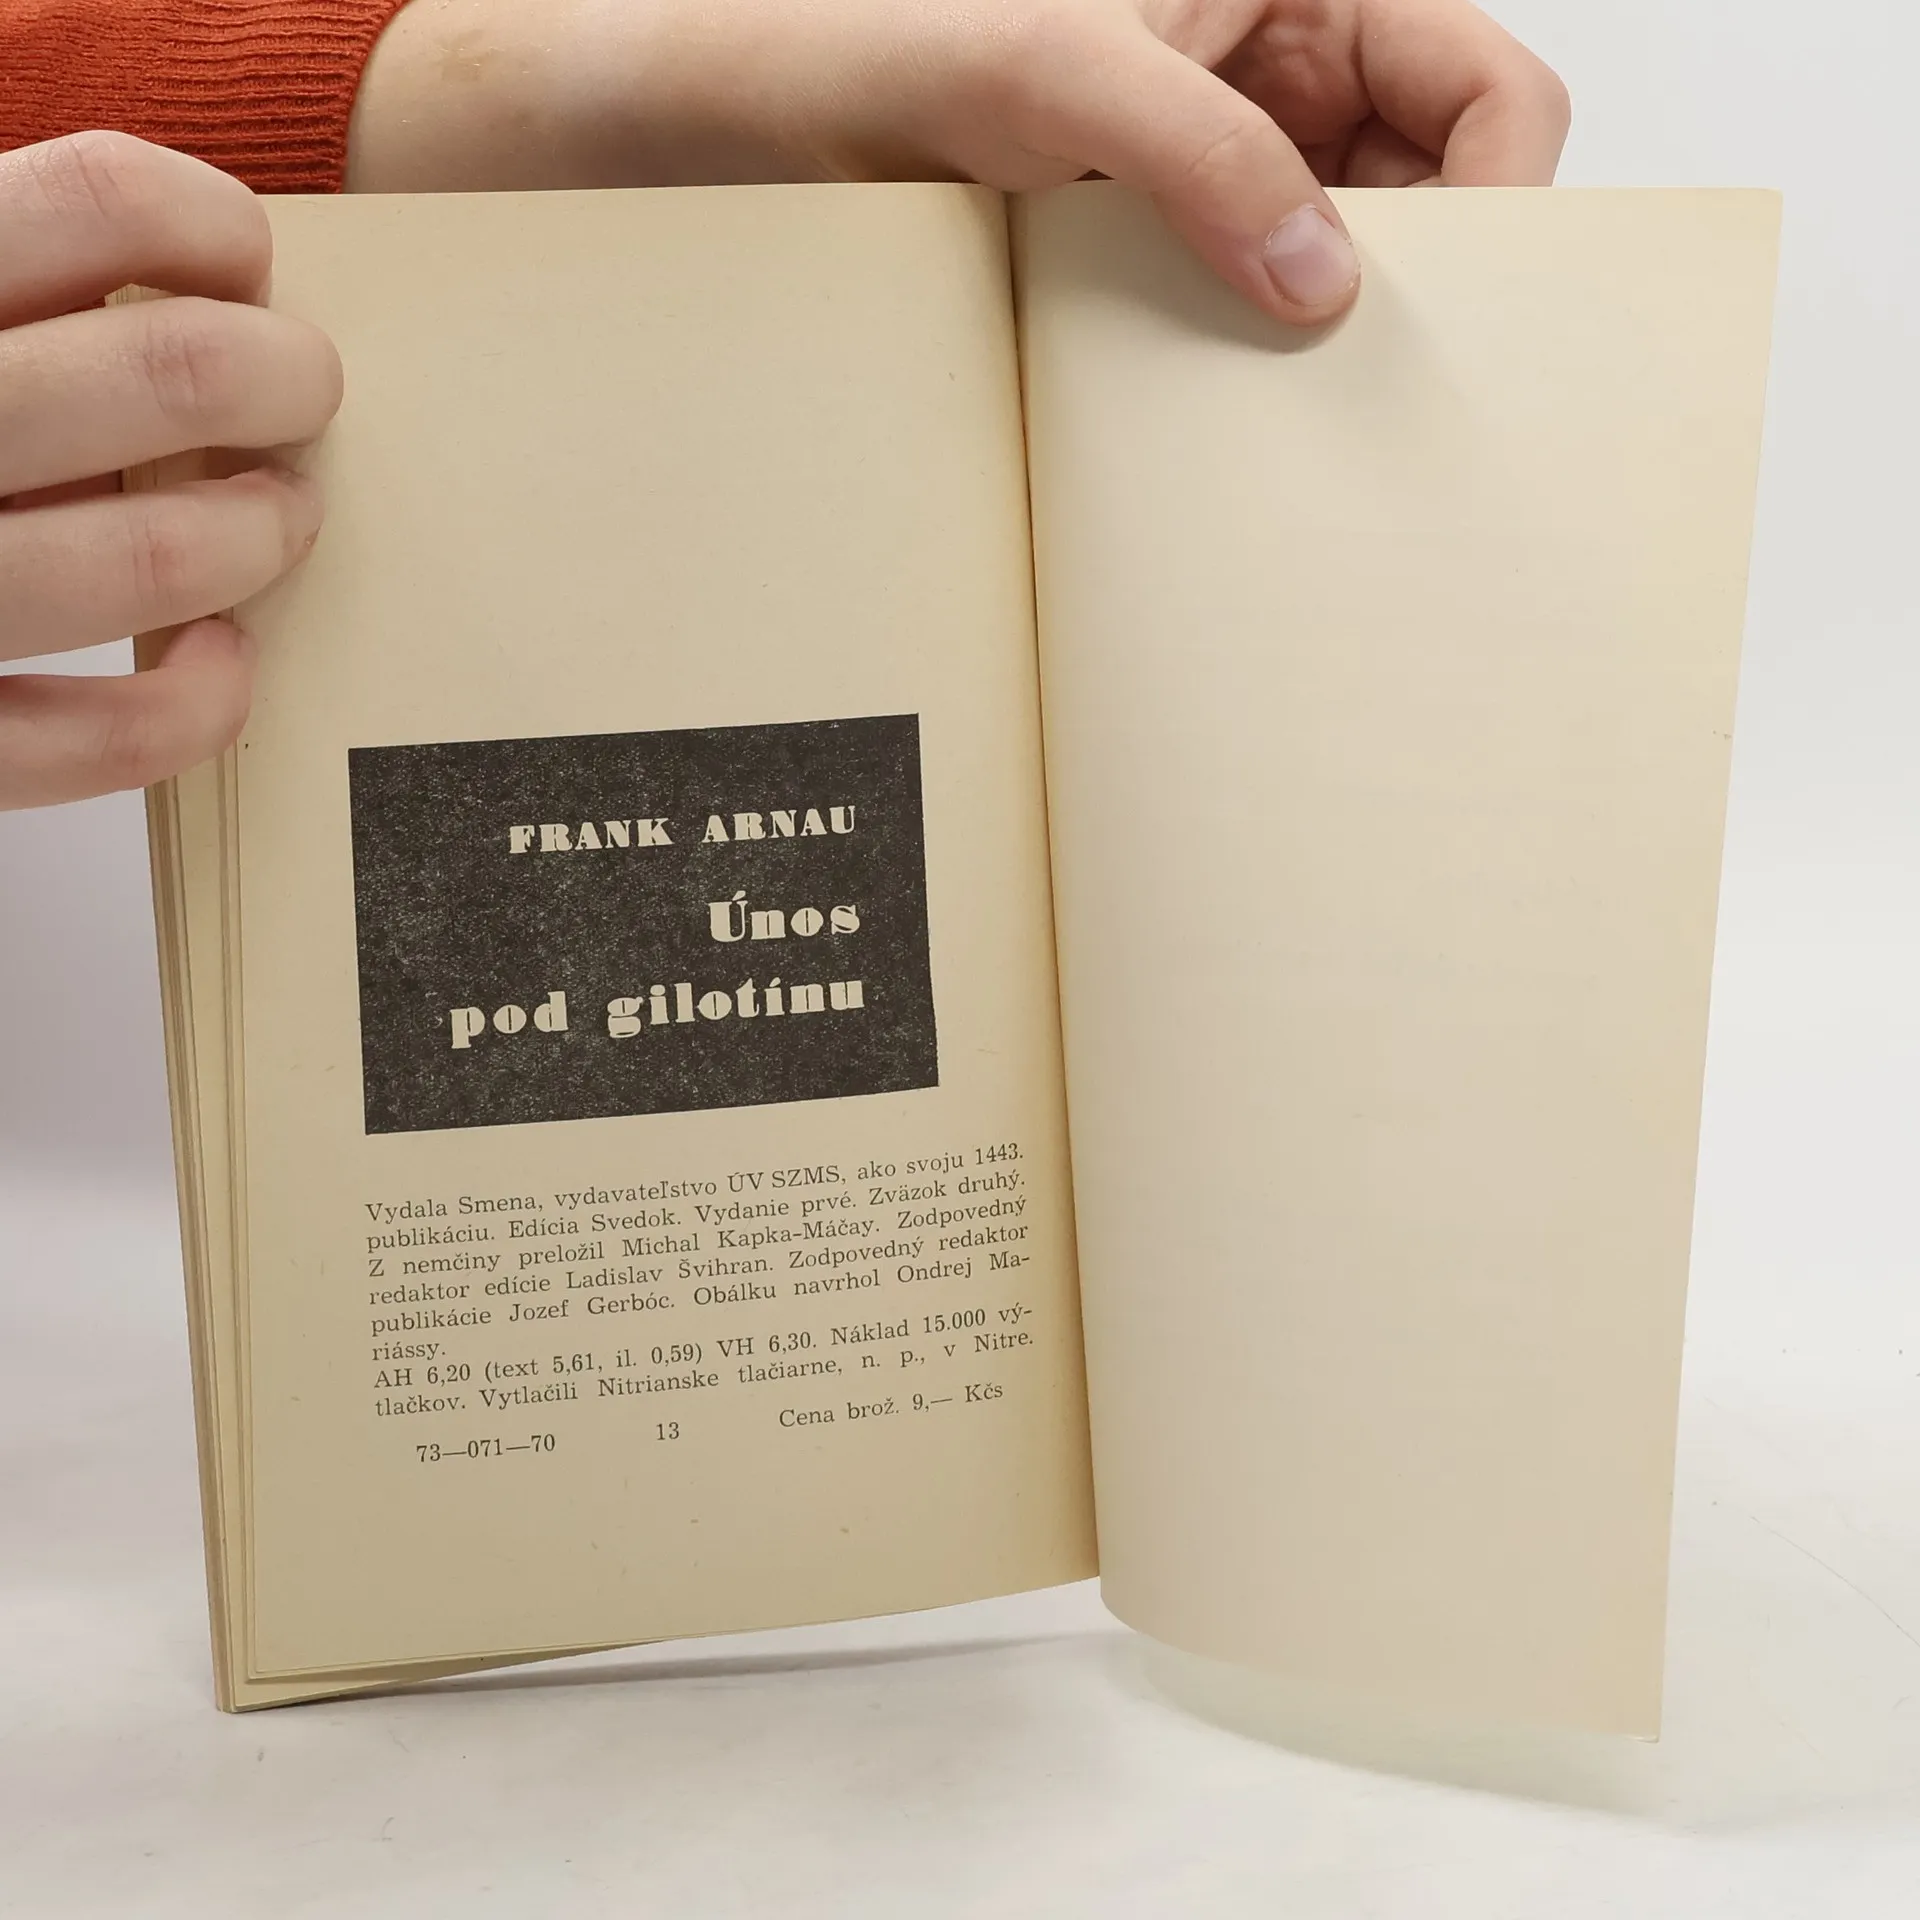 FRANK ARNAU
Únos
pod gilotínu
Vydala Smena, vydavateľstvo ÚV SZMS, ako svoju 1443.
publikáciu. Edícia Svedok. Vydanie prvé. Zväzok druhý.
Z nemčiny preložil Michal Kapka-Máčay. Zodpovedný
redaktor edície Ladislav Švihran. Zodpovedný redaktor
publikácie Jozef Gerbóc. Obálku navrhol Ondrej Ma-
riássy.
AH 6,20 (text 5,61, il. 0,59) VH 6,30. Náklad 15.000 vý-
tlačkov. Vytlačili Nitrianske tlačiarne, n. p., v Nitre.
73—071—70 13 Cena brož. 9,— Kčs